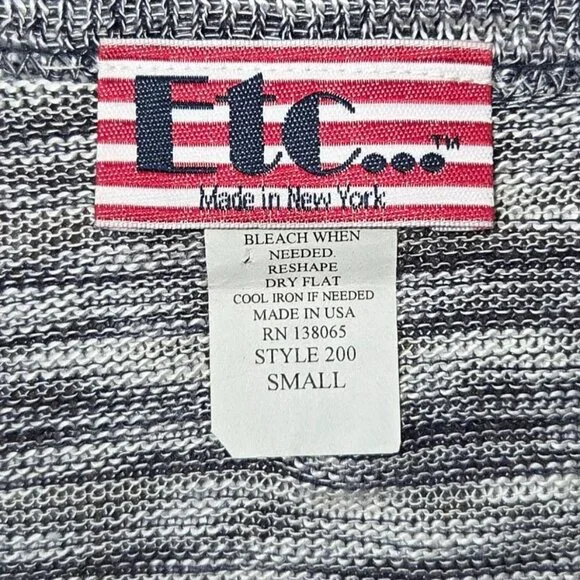 Etc...™
Made in New York
BLEACH WHEN
NEEDED.
RESHAPE
DRY FLAT
COOL IRON IF NEEDED
MADE IN USA
RN 138065
STYLE 200
SMALL